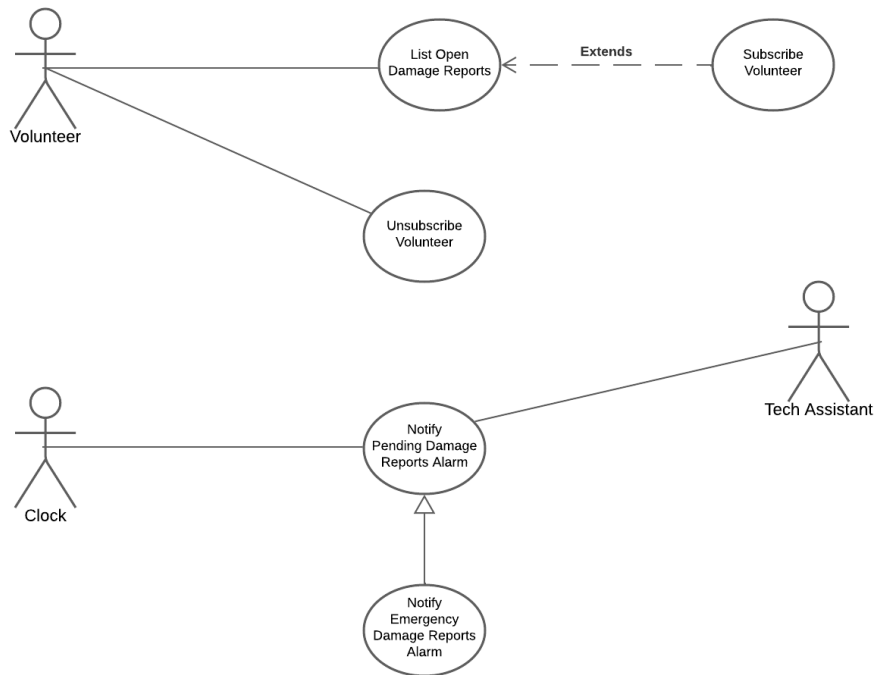 List Open
Damage Reports
Extends
Subscribe
Volunteer
Volunteer
Unsubscribe
Volunteer
Tech Assistant
Notify
Pending Damage
Reports Alarm
Clock
Notify
Emergency
Damage Reports
Alarm